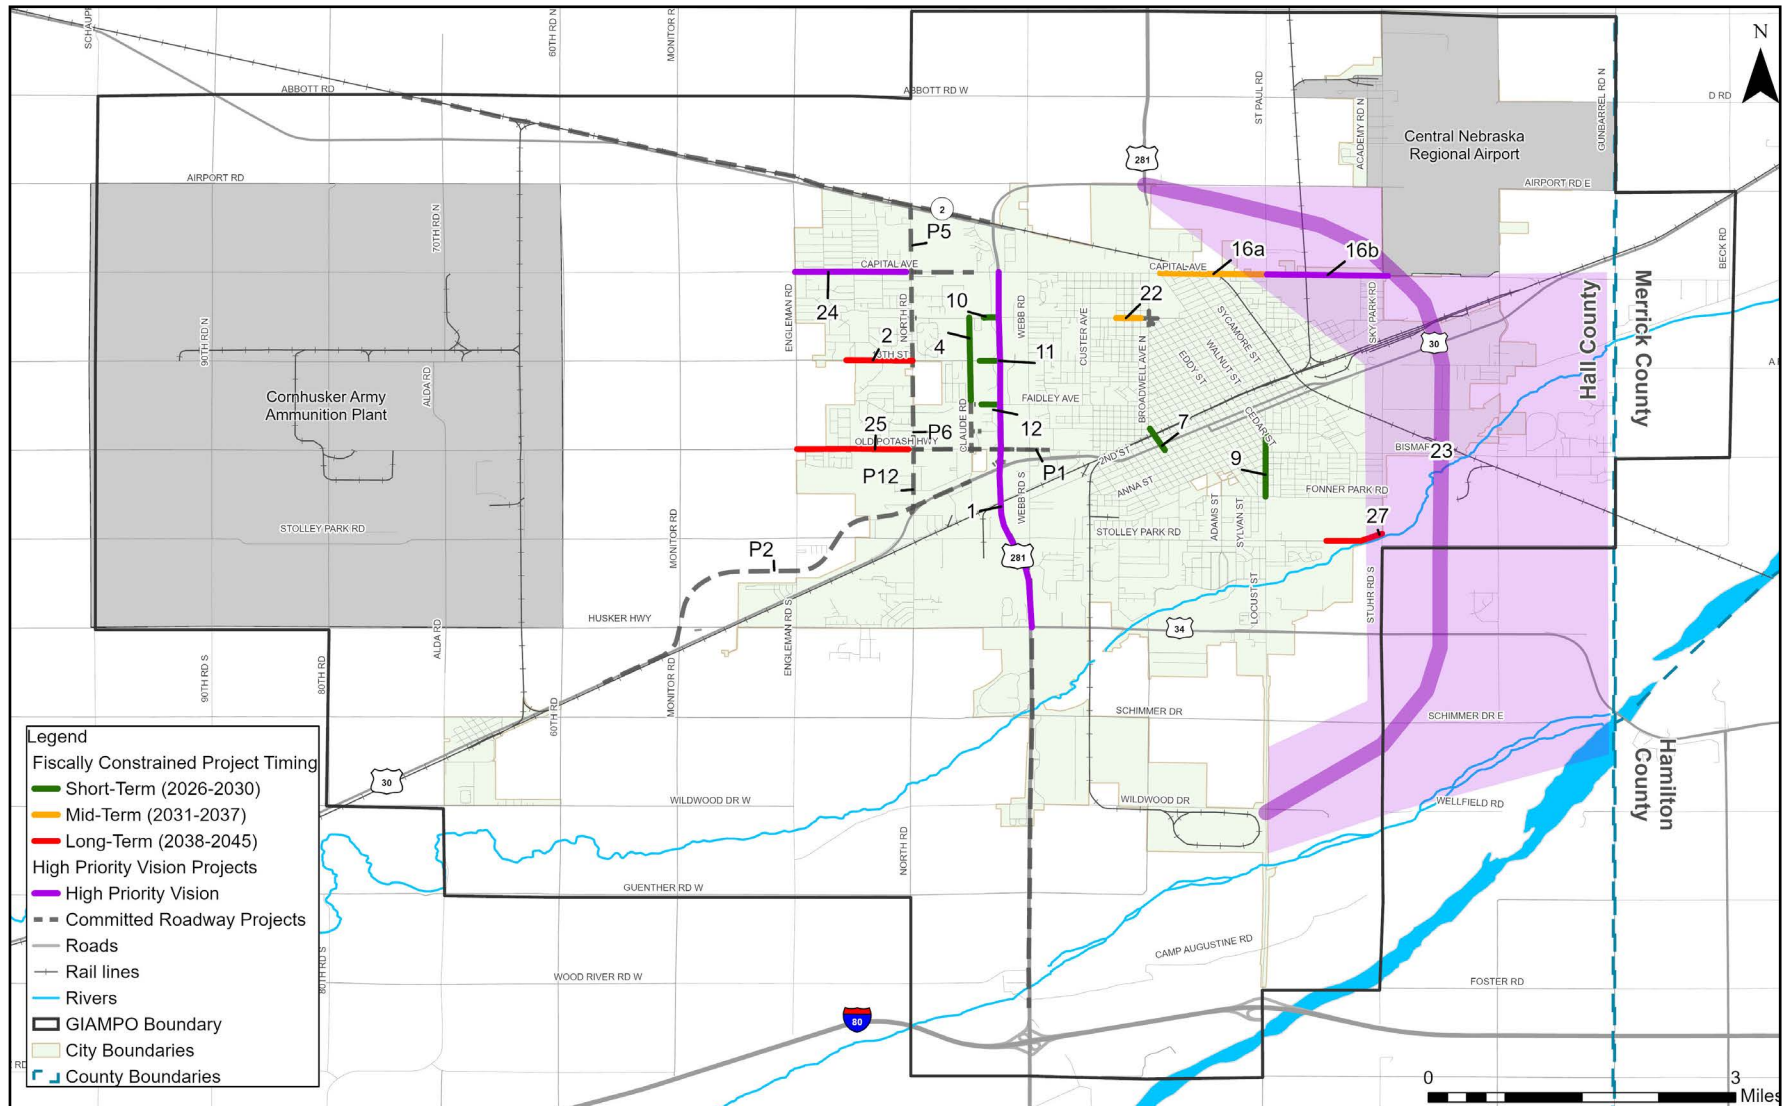 60TH RD N
MONITOR R
N
ABBOTT RD
ABBOTT RD W
ST PAUL RD
ACADEMY RD N
GUNBARREL RD N
D RD
Central Nebraska
Regional Airport
281
AIRPORT RD
AIRPORT RD E
70TH RD N
2
P5
BECK RD
CAPITAL AVE
CAPITAL AVE
16a
16b
24
ENGLEMAN RD
NORTH RD
10
WEBB RD
22
CUSTER AVE
SYCAMORE ST
SKY PARK RD
Hall County
Merrick County
90TH RD N
2
13TH ST
4
11
BROADWELL AVE N
EDDY ST
WALNUT ST
30
Cornhusker Army
Ammunition Plant
ALDA RD
FAIDLEY AVE
CLAUDE RD
12
25
P6
OLD POTASH HWY
7
CEDAR ST
BISMAR
23
P12
P1
2ND ST
9
ANNA ST
FONNER PARK RD
STOLLEY PARK RD
1
WEBB RD S
STOLLEY PARK RD
ADAMS ST
SYLVAN ST
27
MONITOR RD
P2
281
HUSKER HWY
ENGLEMAN RD S
LOCUST ST
STUHR RD S
34
90TH RD S
80TH RD
ALDA RD
MONITOR RD
60TH RD
SCHIMMER DR
SCHIMMER DR E
Hamilton
County
30
WILDWOOD DR W
WILDWOOD DR
WELLFIELD RD
NORTH RD
GUENTHER RD W
80TH RD S
WOOD RIVER RD W
CAMP AUGUSTINE RD
FOSTER RD
80
RD
Legend
Fiscally Constrained Project Timing
Short-Term (2026-2030)
Mid-Term (2031-2037)
Long-Term (2038-2045)
High Priority Vision Projects
High Priority Vision
Committed Roadway Projects
Roads
Rail lines
Rivers
GIAMPO Boundary
City Boundaries
County Boundaries
0
3
Miles